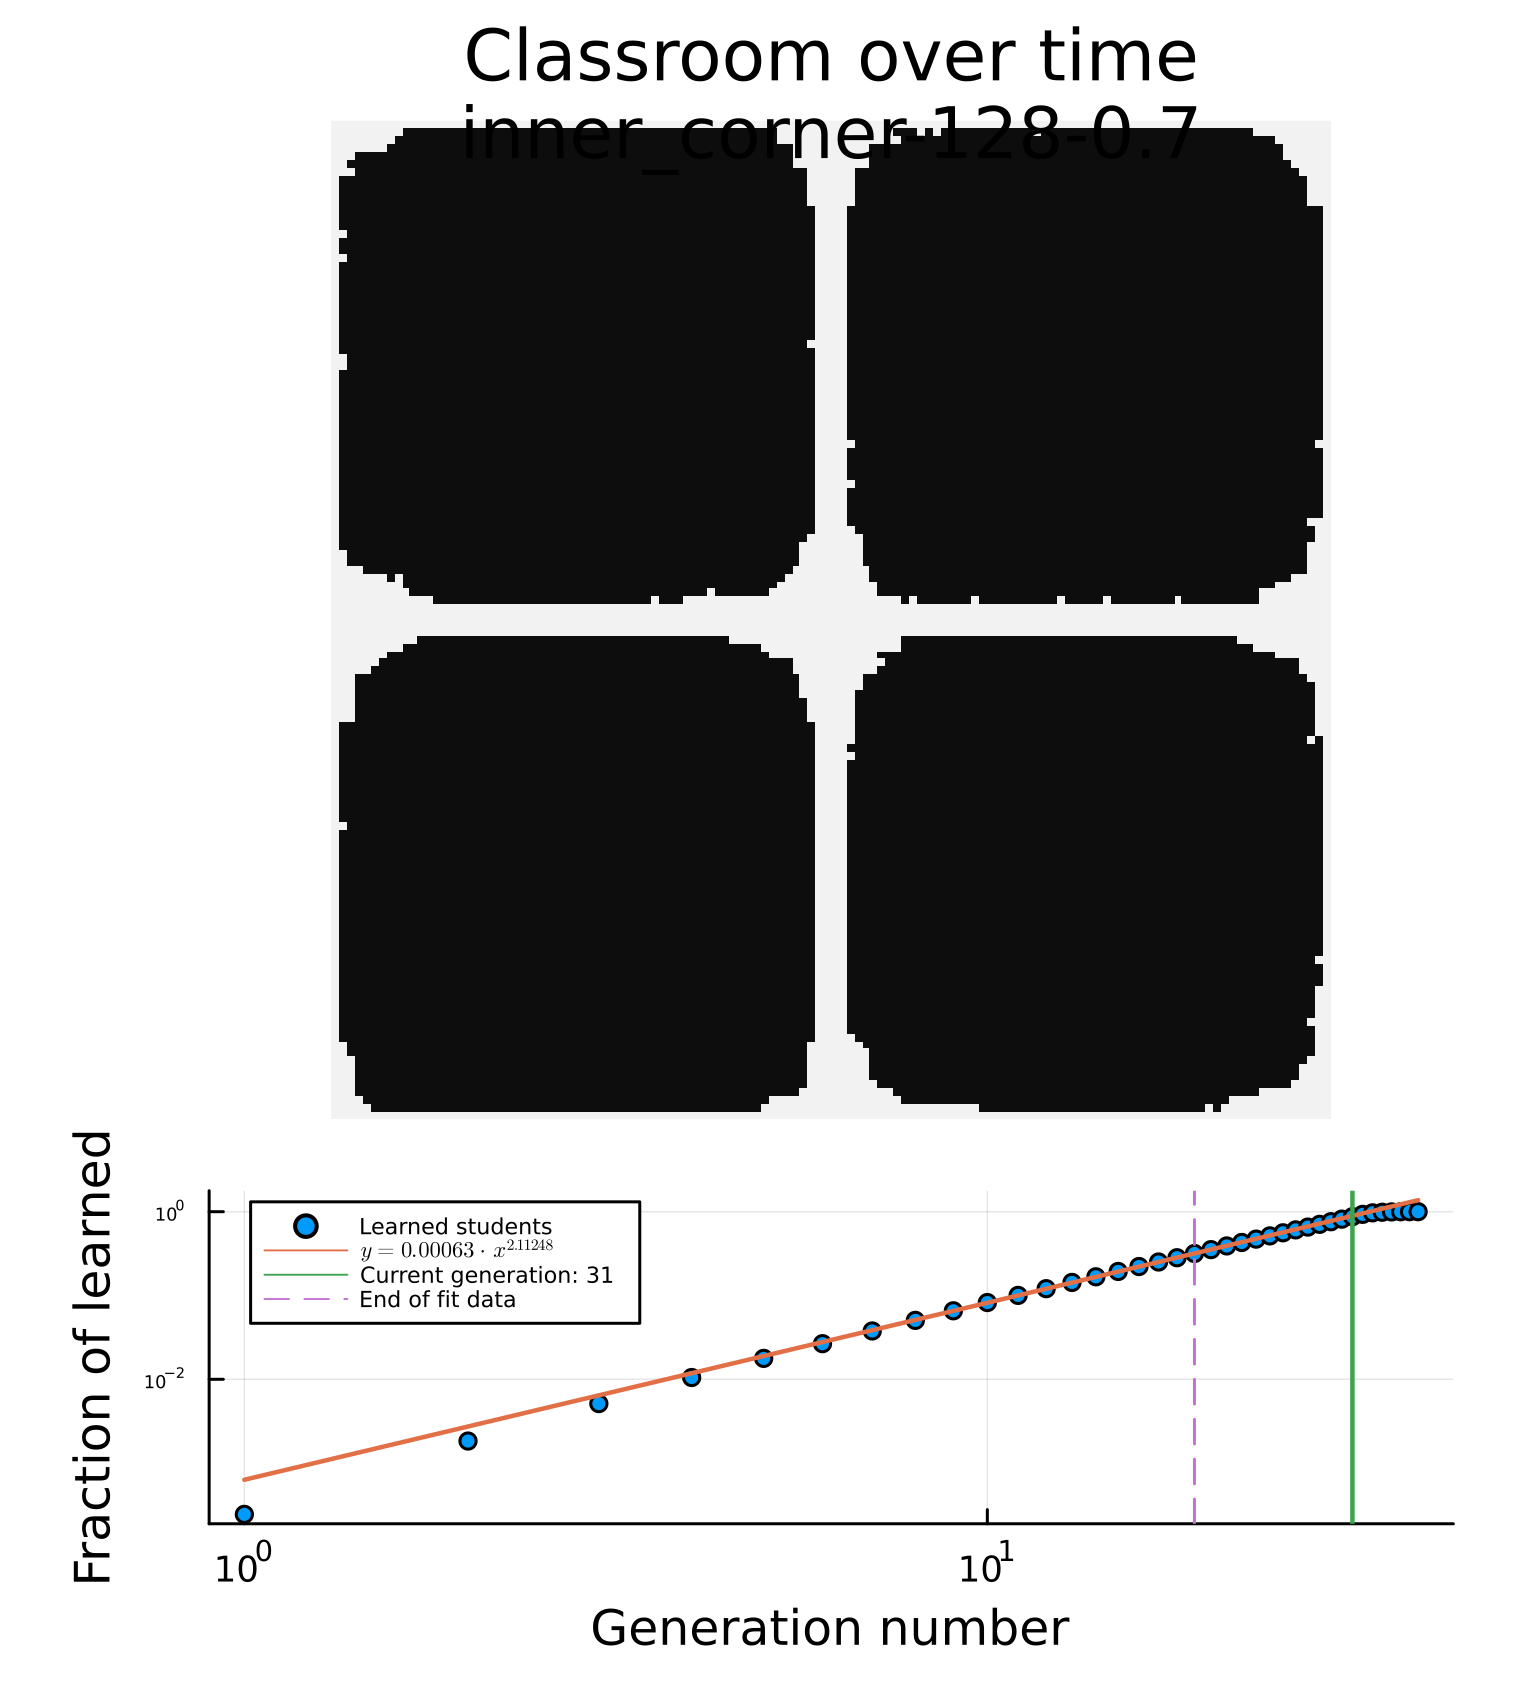 Classroom over time
inner_corner-128-0.7
Fraction of learned
10⁰
10⁻²
Learned students
y = 0.00063 · x^2.11248
Current generation: 31
End of fit data
10⁰
10¹
Generation number